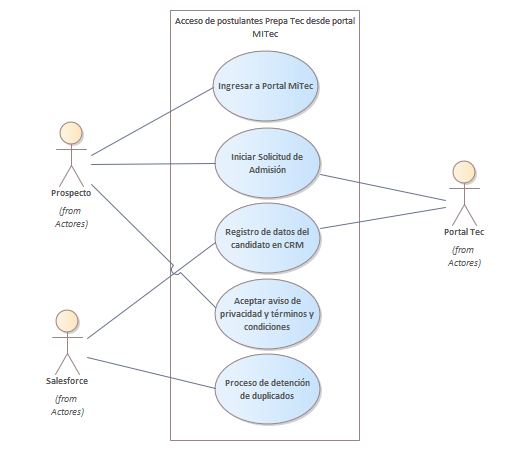 Acceso de postulantes Prepa Tec desde portal
MITec
Ingresar a Portal MiTec
Iniciar Solicitud de
Admisión
Prospecto
(from
Actores)
Registro de datos del
candidato en CRM
Portal Tec
(from
Actores)
Aceptar aviso de
privacidad y términos y
condiciones
Salesforce
(from
Actores)
Proceso de detención
de duplicados